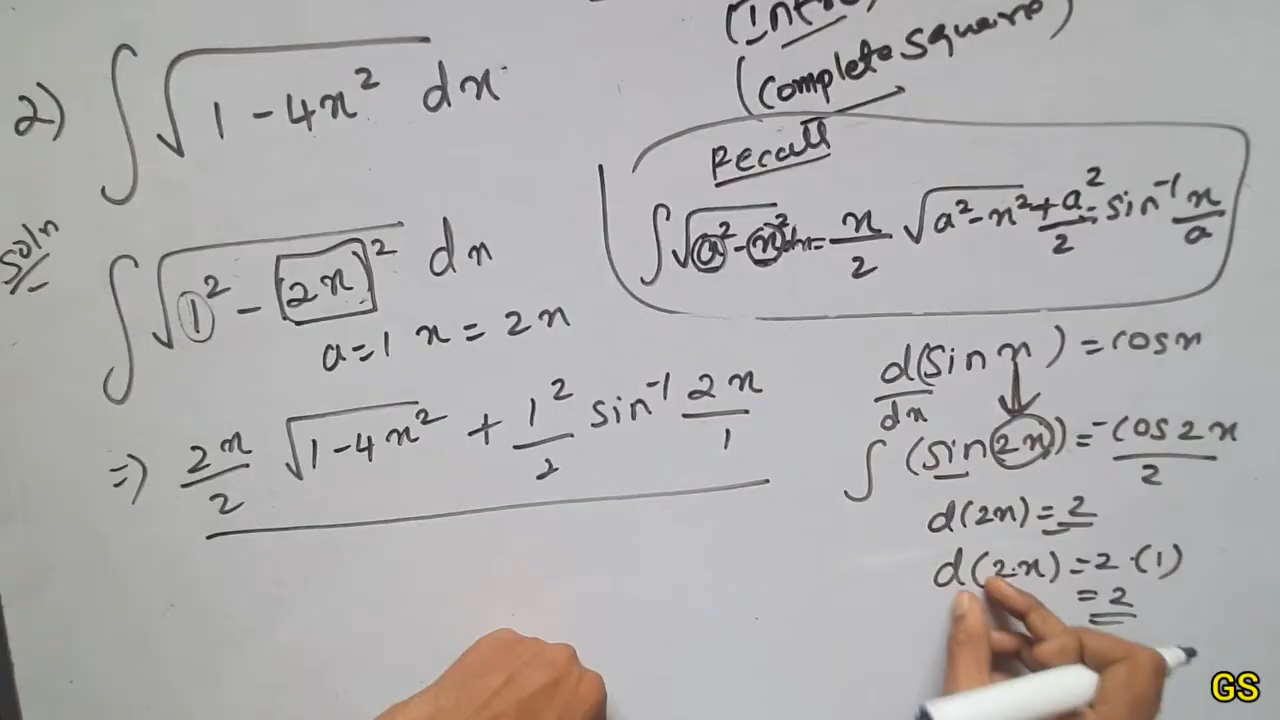 (Intro
(Complete square)
2) ∫ √(1 - 4x²) dx
Recall
∫ √(a² - x²) dx = x/2 √(a² - x²) + a²/2 sin⁻¹ x/a
Soln
∫ √(1² - (2x)²) dx
a = 1 x = 2x
⇒) 2x/2 √(1 - 4x²) + 1²/2 sin⁻¹ 2x/1
d/dx (sin x) = cos x
∫ (sin 2x) = -cos 2x/2
d(2x) = 2
d(2·x) = 2·(1)
= 2
GS